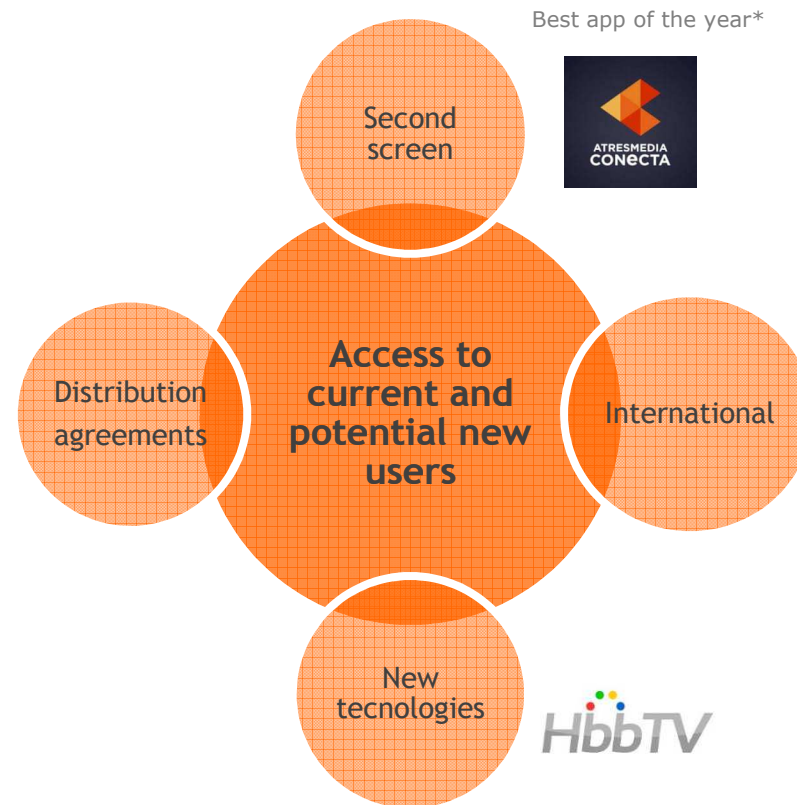 Best app of the year*
Second
screen
ATRESMEDIA
CONECTA
Access to
current and
potential new
users
Distribution
agreements
International
New
tecnologies
HbbTV